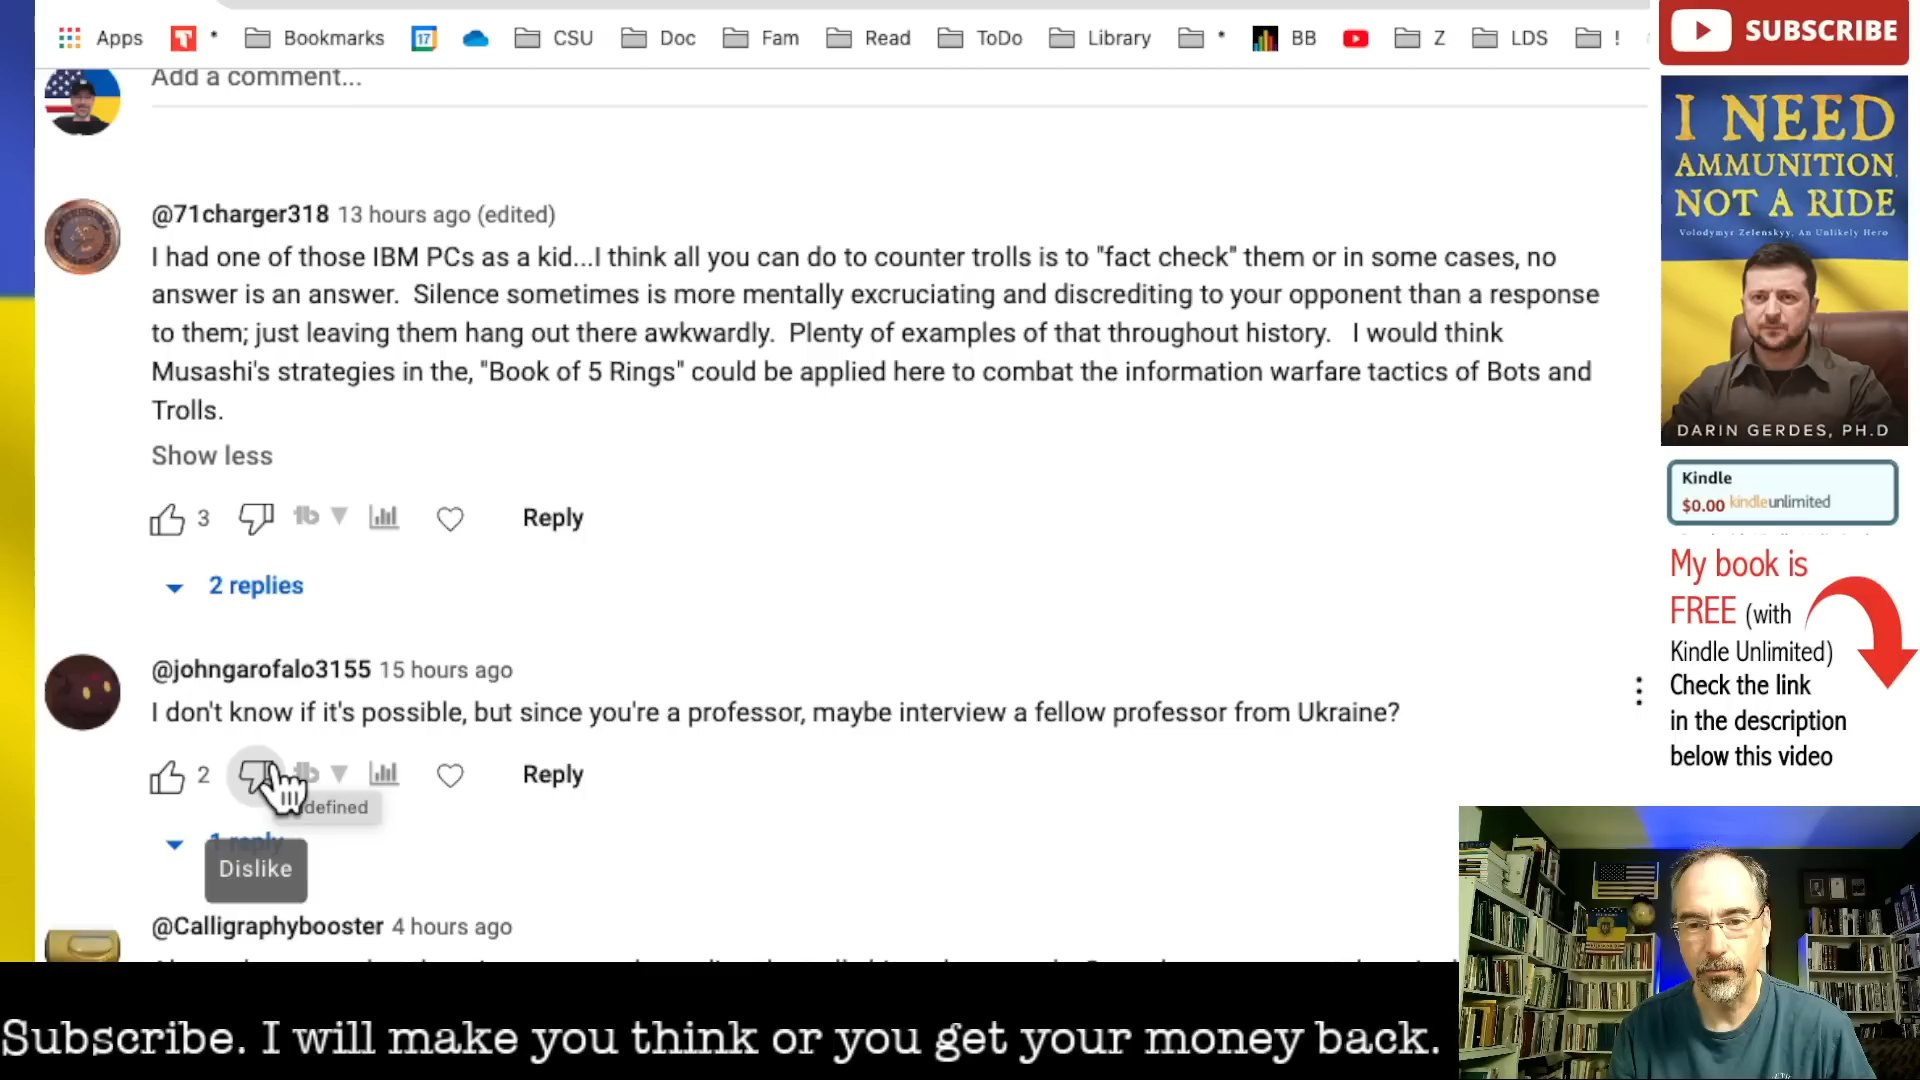 Apps * Bookmarks 17 CSU Doc Fam Read ToDo Library * BB Z LDS !
SUBSCRIBE
Add a comment...
@71charger318 13 hours ago (edited)
I had one of those IBM PCs as a kid...I think all you can do to counter trolls is to "fact check" them or in some cases, no
answer is an answer. Silence sometimes is more mentally excruciating and discrediting to your opponent than a response
to them; just leaving them hang out there awkwardly. Plenty of examples of that throughout history. I would think
Musashi's strategies in the, "Book of 5 Rings" could be applied here to combat the information warfare tactics of Bots and
Trolls.
Show less
3 Reply
2 replies
@johngarofalo3155 15 hours ago
I don't know if it's possible, but since you're a professor, maybe interview a fellow professor from Ukraine?
2 Reply
defined
1 reply
Dislike
@Calligraphybooster 4 hours ago
I NEED
AMMUNITION,
NOT A RIDE
Volodymyr Zelenskyy, An Unlikely Hero
DARIN GERDES, PH.D
Kindle
$0.00 kindleunlimited
My book is
FREE (with
Kindle Unlimited)
Check the link
in the description
below this video
Subscribe. I will make you think or you get your money back.